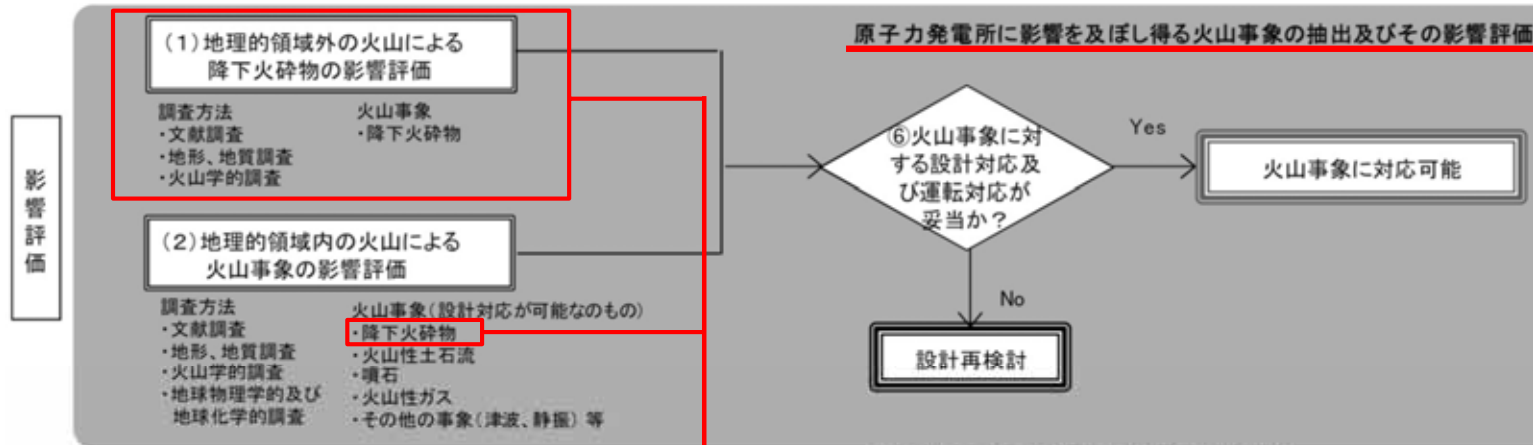 原子力発電所に影響を及ぼし得る火山事象の抽出及びその影響評価
影響評価
(1)地理的領域外の火山による
降下火砕物の影響評価
調査方法
・文献調査
・地形、地質調査
・火山学的調査
火山事象
・降下火砕物
(2)地理的領域内の火山による
火山事象の影響評価
調査方法
・文献調査
・地形、地質調査
・火山学的調査
・地球物理学的及び
地球化学的調査
火山事象(設計対応が可能なのもの)
・降下火砕物
・火山性土石流
・噴石
・火山性ガス
・その他の事象(津波、静振)等
⑥火山事象に対
する設計対応及
び運転対応が
妥当か?
Yes
火山事象に対応可能
No
設計再検討